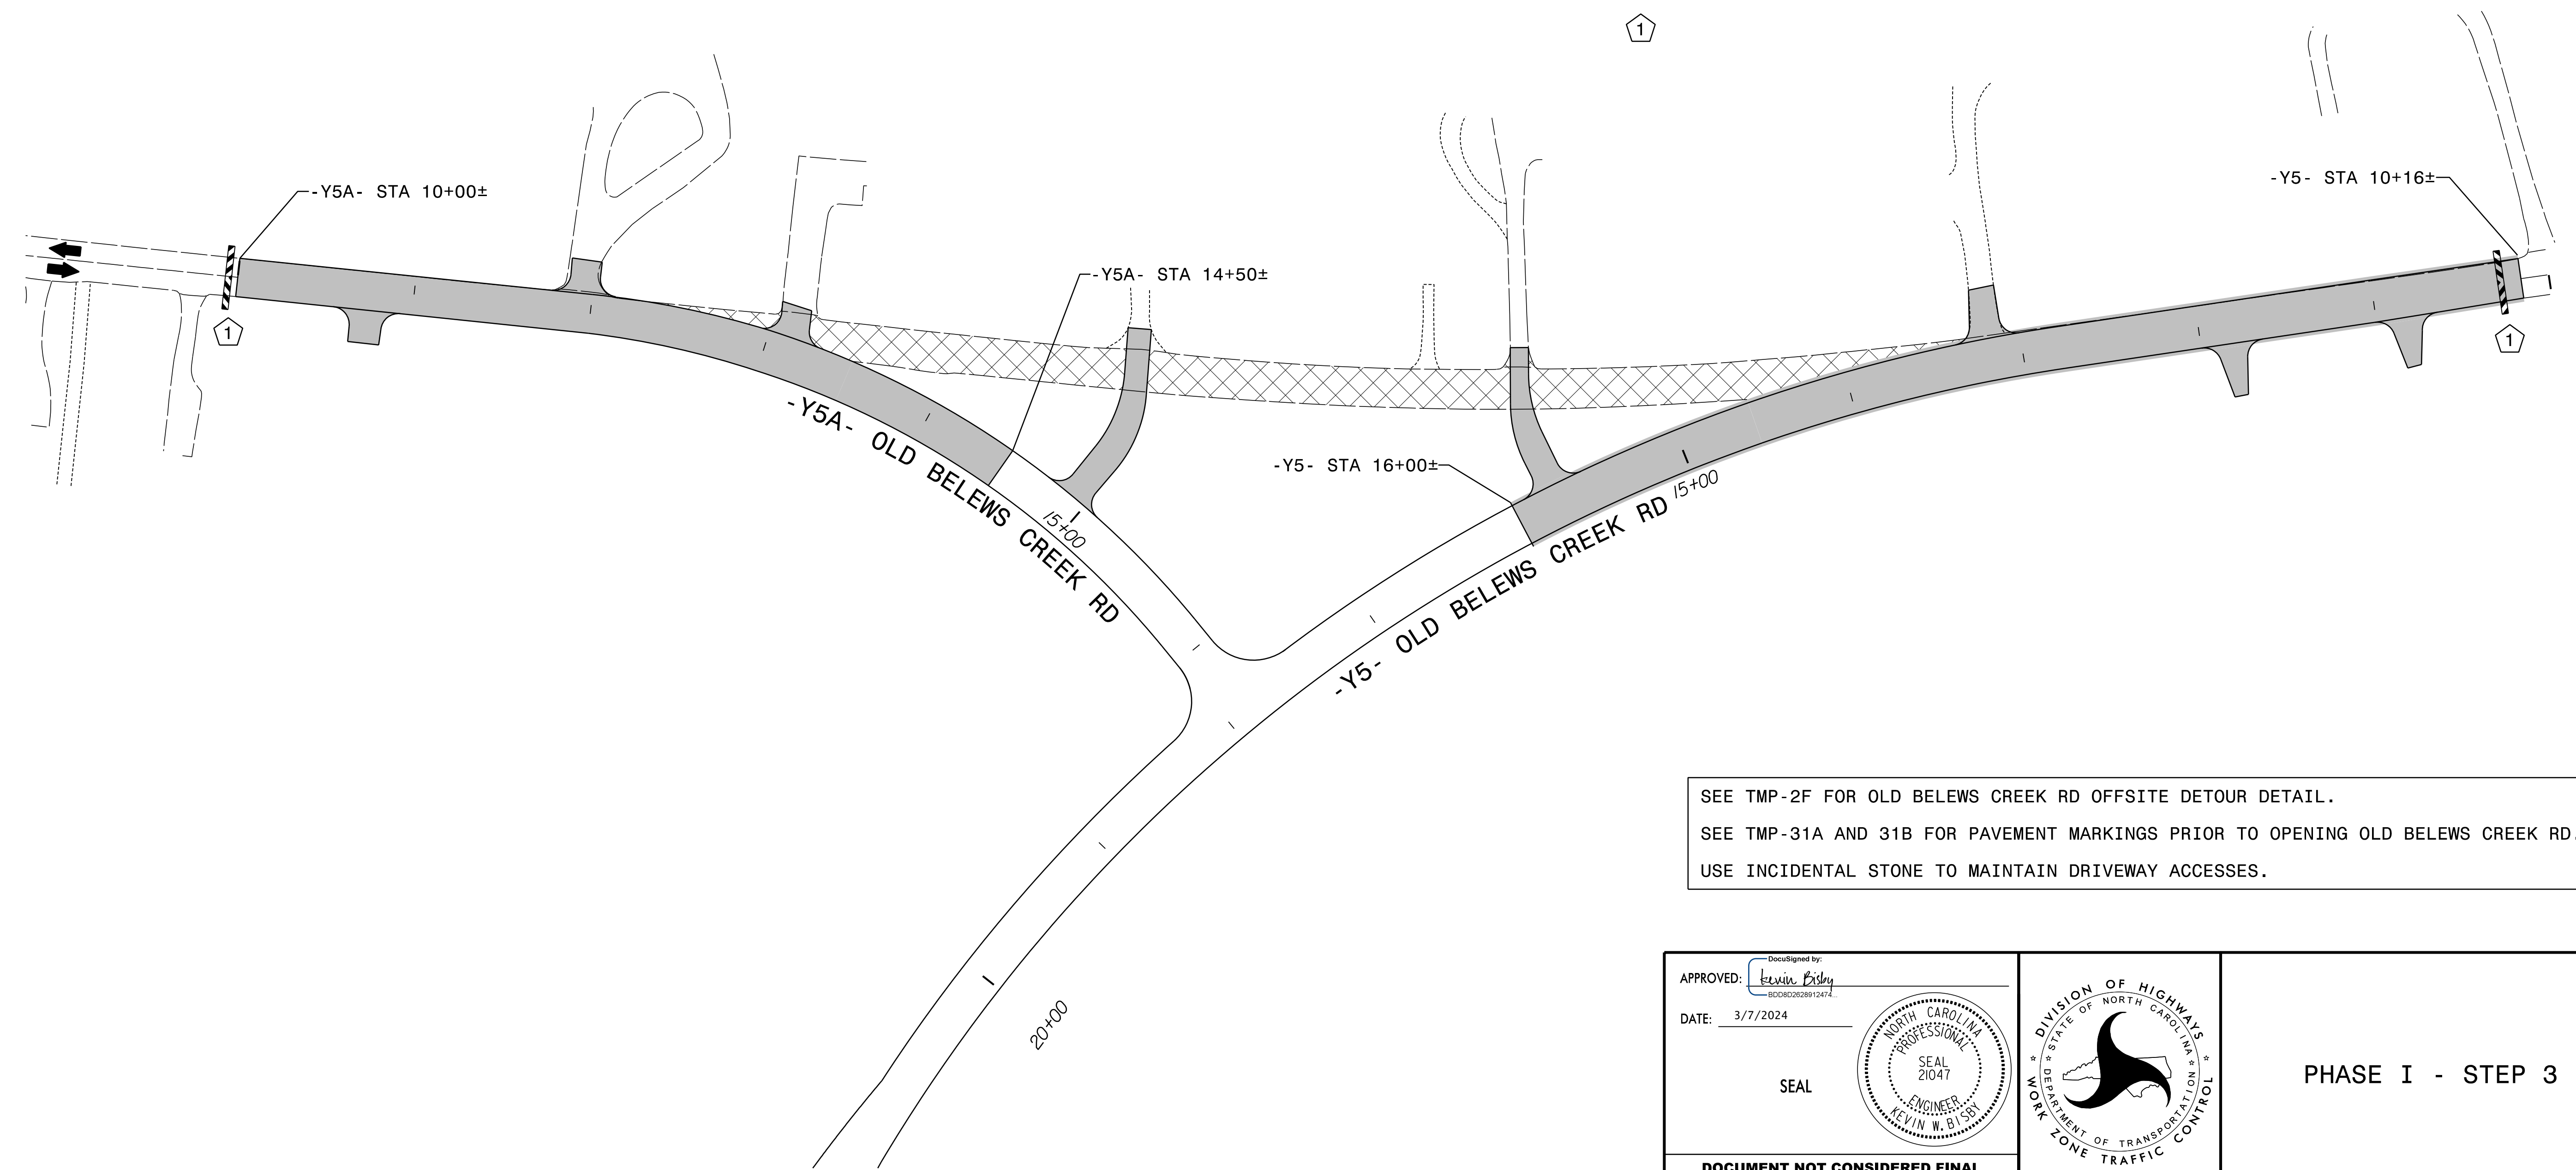 1
-Y5A- STA 10+00±
-Y5- STA 10+16±
-Y5A- STA 14+50±
1
1
-Y5A- OLD BELEWS CREEK RD
-Y5- STA 16+00±
15+00
15+00
-Y5- OLD BELEWS CREEK RD
20+00
SEE TMP-2F FOR OLD BELEWS CREEK RD OFFSITE DETOUR DETAIL.
SEE TMP-31A AND 31B FOR PAVEMENT MARKINGS PRIOR TO OPENING OLD BELEWS CREEK RD.
USE INCIDENTAL STONE TO MAINTAIN DRIVEWAY ACCESSES.
DocuSigned by:
APPROVED: Kevin Bisby
BDD8D2628912474...
DATE: 3/7/2024
SEAL
NORTH CAROLINA
PROFESSIONAL
SEAL
21047
ENGINEER
KEVIN W. BISBY
DOCUMENT NOT CONSIDERED FINAL
DIVISION OF HIGHWAYS
STATE OF NORTH CAROLINA
DEPARTMENT OF TRANSPORTATION
WORK ZONE TRAFFIC CONTROL
PHASE I - STEP 3